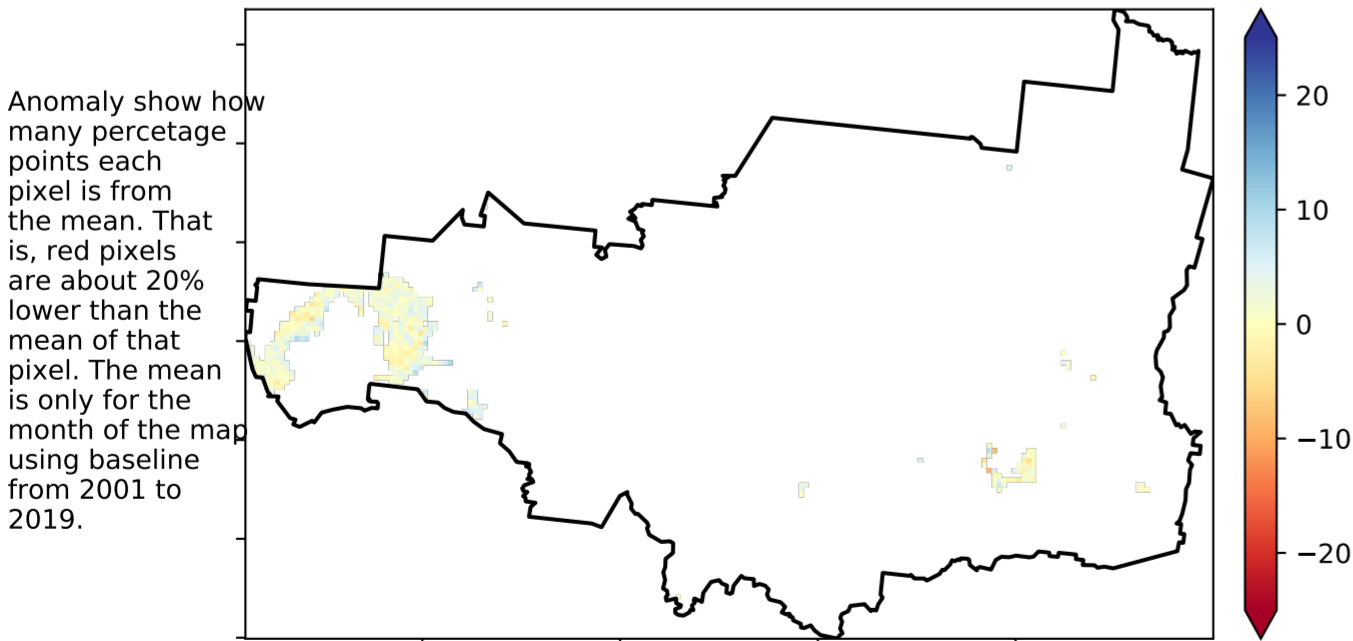 Anomaly show how
many percetage
points each
pixel is from
the mean. That
is, red pixels
are about 20%
lower than the
mean of that
pixel. The mean
is only for the
month of the map
using baseline
from 2001 to
2019.
20
10
0
−10
−20